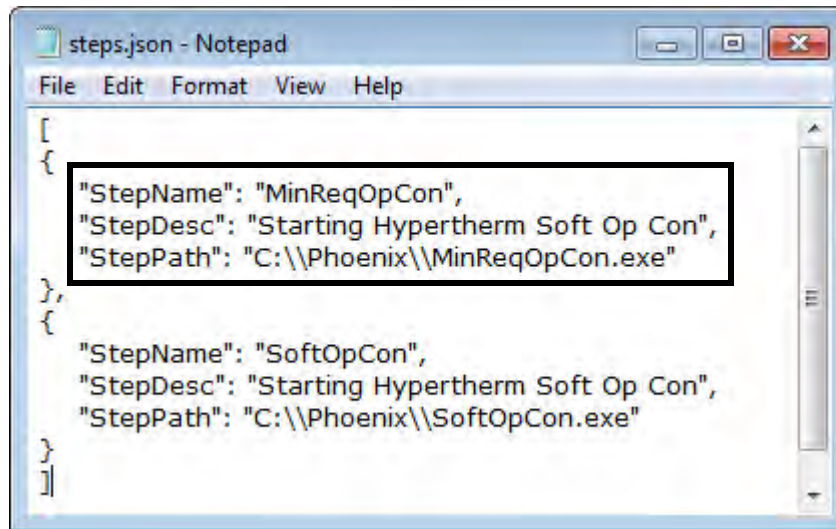 steps.json - Notepad
File Edit Format View Help
[
{
"StepName": "MinReqOpCon",
"StepDesc": "Starting Hypertherm Soft Op Con",
"StepPath": "C:\\Phoenix\\MinReqOpCon.exe"
},
{
"StepName": "SoftOpCon",
"StepDesc": "Starting Hypertherm Soft Op Con",
"StepPath": "C:\\Phoenix\\SoftOpCon.exe"
}
]